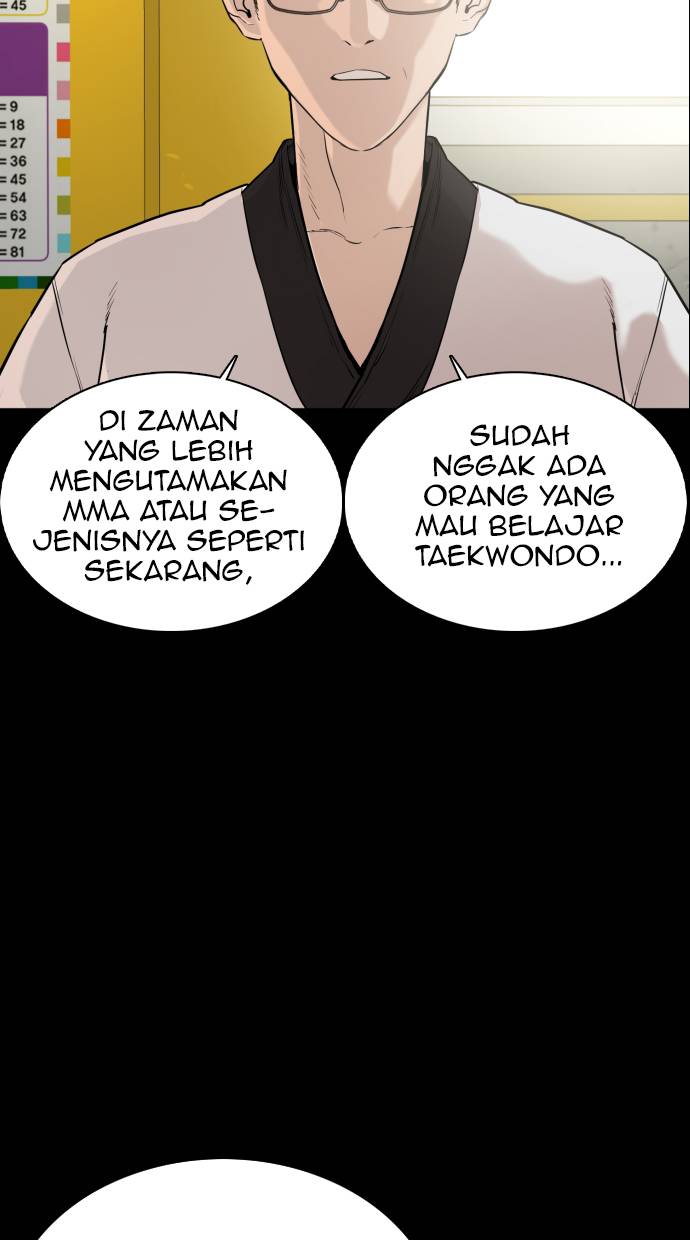 = 45
= 9
= 18
= 27
= 36
= 45
= 54
= 63
= 72
= 81
DI ZAMAN
YANG LEBIH
MENGUTAMAKAN
MMA ATAU SE-
JENISNYA SEPERTI
SEKARANG,
SUDAH
NGGAK ADA
ORANG YANG
MAU BELAJAR
TAEKWONDO...